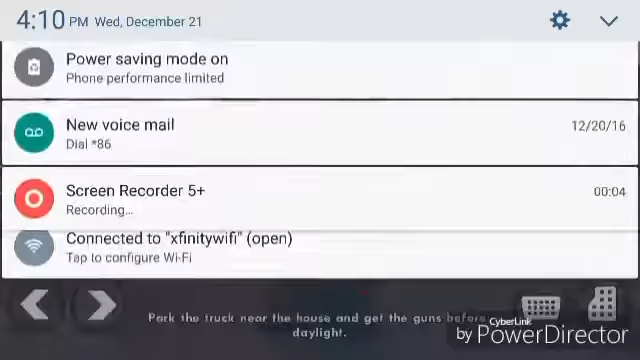 4:10 PM Wed, December 21
Power saving mode on
Phone performance limited
New voice mail
12/20/16
Dial *86
Screen Recorder 5+
00:04
Recording...
Connected to "xfinitywifi" (open)
Tap to configure Wi-Fi
Park the truck near the house and get the guns before
daylight.
CyberLink
by PowerDirector